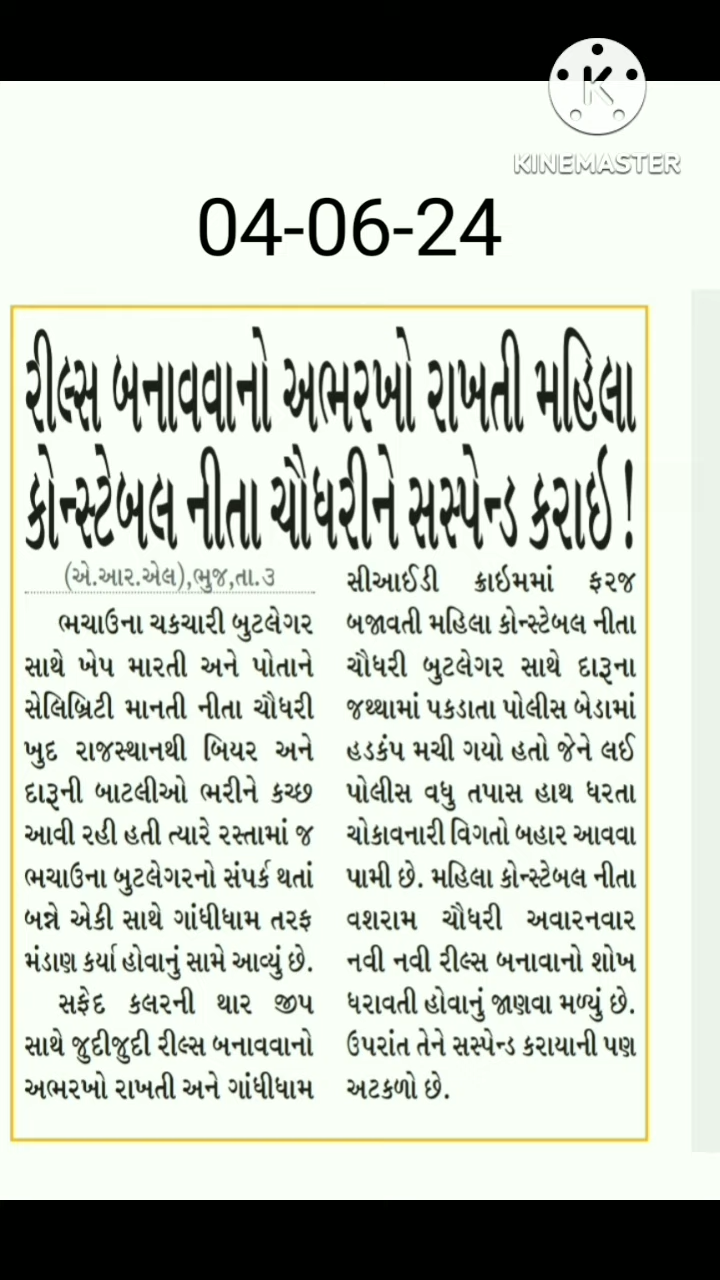 KINEMASTER
04-06-24
રીલ્સ બનાવવાનો અભરખો રાખતી મહિલા
કોન્સ્ટેબલ નીતા ચૌધરીને સસ્પેન્ડ કરાઇ !
(એ.આર.એલ),ભુજ,તા.૩
ભચાઉના ચકચારી બુટલેગર
સાથે ખેપ મારતી અને પોતાને
સેલિબ્રિટી માનતી નીતા ચૌધરી
ખુદ રાજસ્થાનથી બિયર અને
દારૂની બાટલીઓ ભરીને કચ્છ
આવી રહી હતી ત્યારે રસ્તામાં જ
ભચાઉના બુટલેગરનો સંપર્ક થતાં
બન્ને એકી સાથે ગાંધીધામ તરફ
મંડાણ કર્યા હોવાનું સામે આવ્યું છે.
સફેદ કલરની થાર જીપ
સાથે જુદીજુદી રીલ્સ બનાવવાનો
અભરખો રાખતી અને ગાંધીધામ
સીઆઈડી ક્રાઇમમાં ફરજ
બજાવતી મહિલા કોન્સ્ટેબલ નીતા
ચૌધરી બુટલેગર સાથે દારૂના
જથ્થામાં પકડાતા પોલીસ બેડામાં
હડકંપ મચી ગયો હતો જેને લઈ
પોલીસ વધુ તપાસ હાથ ધરતા
ચોકાવનારી વિગતો બહાર આવવા
પામી છે. મહિલા કોન્સ્ટેબલ નીતા
વશરામ ચૌધરી અવારનવાર
નવી નવી રીલ્સ બનાવાનો શોખ
ધરાવતી હોવાનું જાણવા મળ્યું છે.
ઉપરાંત તેને સસ્પેન્ડ કરાયાની પણ
અટકળો છે.